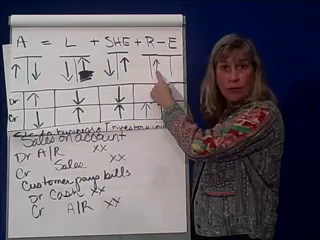 A = L + SHE + R - E
Dr
Cr
Sales on account
Dr A/R xx
Cr Sales xx
Customer pays bills
Dr Cash xx
Cr A/R xx